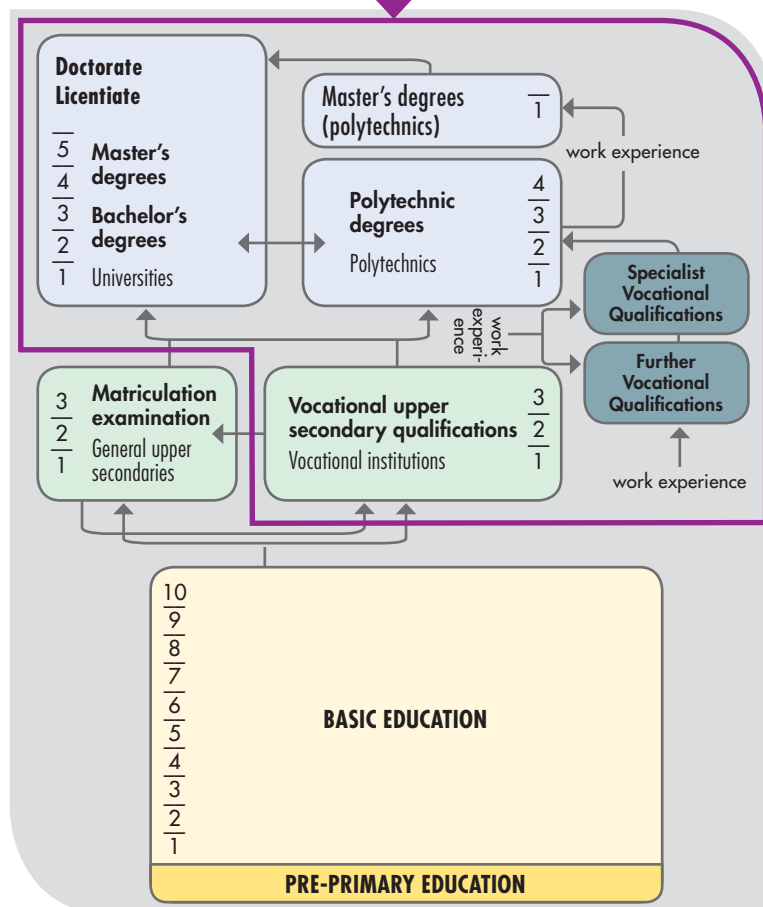 Doctorate
Licentiate
5
4
3
2
1
Master's
degrees
Bachelor's
degrees
Universities
Master's degrees
(polytechnics)
1
work experience
Polytechnic
degrees
Polytechnics
4
3
2
1
Specialist
Vocational
Qualifications
work
experi-
ence
Further
Vocational
Qualifications
work experience
3
2
1
Matriculation
examination
General upper
secondaries
Vocational upper
secondary qualifications
Vocational institutions
3
2
1
10
9
8
7
6
5
4
3
2
1
BASIC EDUCATION
PRE-PRIMARY EDUCATION